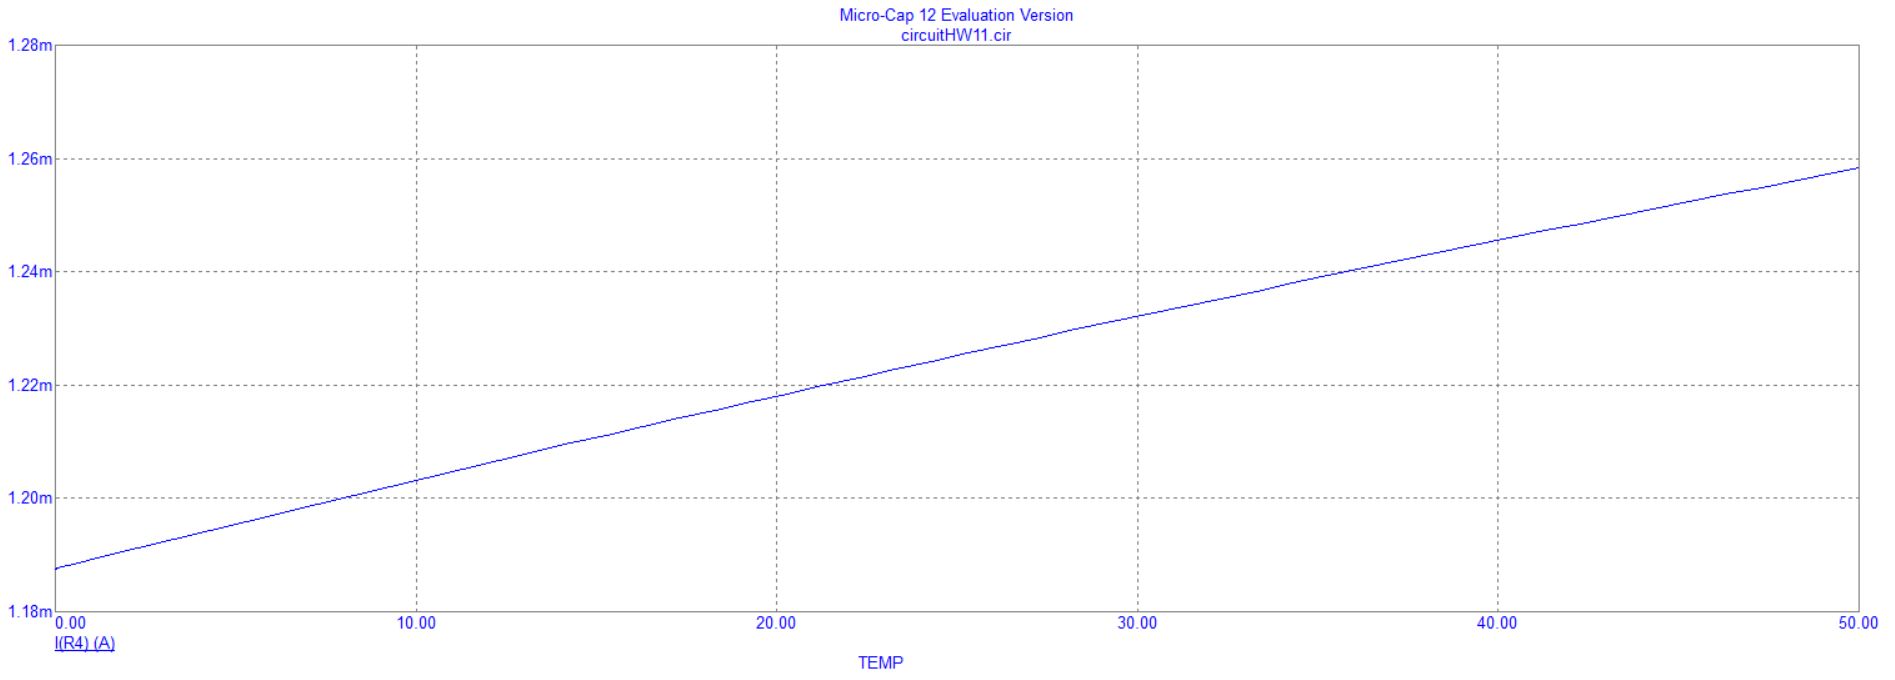 Micro-Cap 12 Evaluation Version
circuitHW11.cir
1.28m
1.26m
1.24m
1.22m
1.20m
1.18m
0.00 10.00 20.00 30.00 40.00 50.00
I(R4) (A)
TEMP